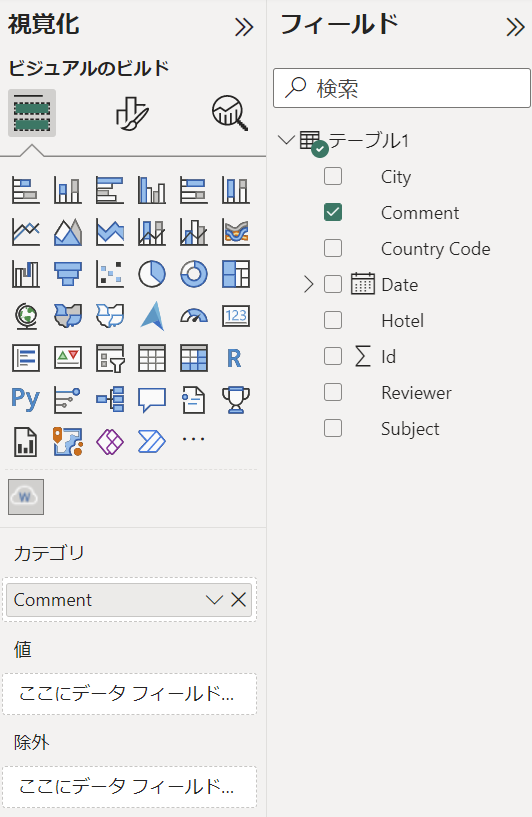 視覚化
ビジュアルのビルド
123
R
Py
W
カテゴリ
Comment
値
ここにデータ フィールド...
除外
ここにデータ フィールド...
フィールド
検索
テーブル1
City
Comment
Country Code
Date
Hotel
Σ Id
Reviewer
Subject